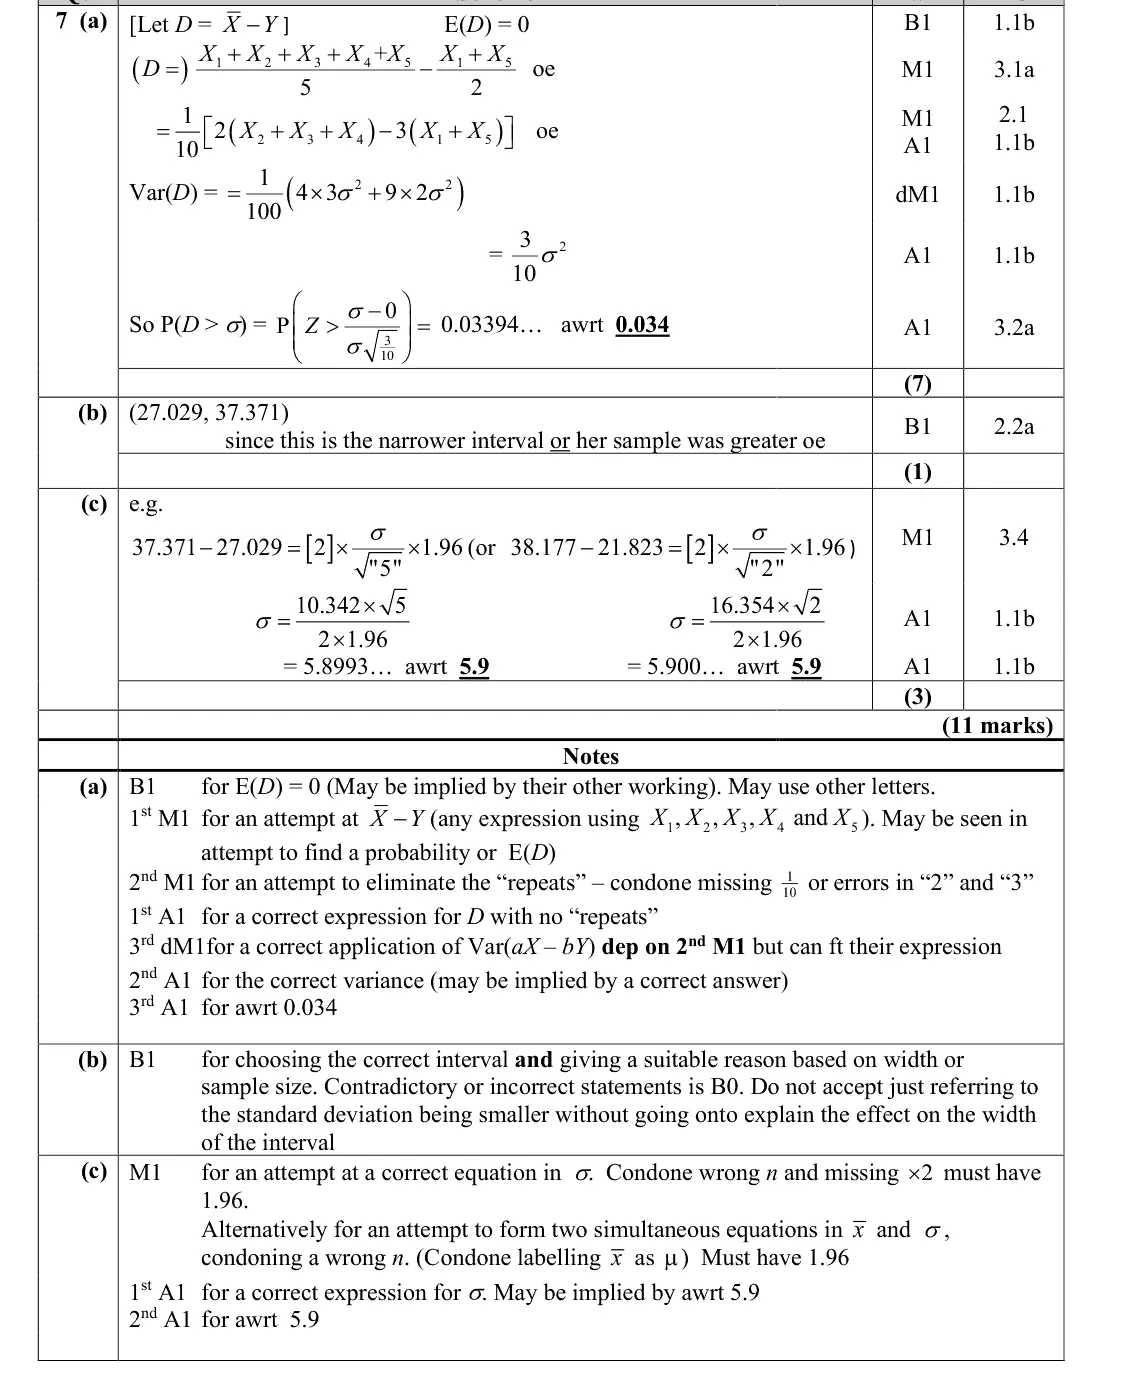 7 (a) [Let D = X̄ – Y ] E(D) = 0 B1 1.1b
(D =) (X₁ + X₂ + X₃ + X₄ +X₅)/5 − (X₁ + X₅)/2 oe M1 3.1a
= 1/10 [2(X₂ + X₃ + X₄) − 3(X₁ + X₅)] oe M1 2.1
A1 1.1b
Var(D) = = 1/100 (4×3σ² + 9×2σ²) dM1 1.1b
= 3/10 σ² A1 1.1b
So P(D > σ) = P(Z > (σ − 0)/(σ√(3/10))) = 0.03394… awrt 0.034 A1 3.2a
(7)
(b) (27.029, 37.371)
since this is the narrower interval or her sample was greater oe B1 2.2a
(1)
(c) e.g.
37.371 − 27.029 = [2]× σ/√"5" ×1.96 (or 38.177 − 21.823 = [2]× σ/√"2" ×1.96 ) M1 3.4
σ = (10.342×√5)/(2×1.96) σ = (16.354×√2)/(2×1.96) A1 1.1b
= 5.8993… awrt 5.9 = 5.900… awrt 5.9 A1 1.1b
(3)
(11 marks)
Notes
(a) B1 for E(D) = 0 (May be implied by their other working). May use other letters.
1st M1 for an attempt at X̄ – Y (any expression using X₁, X₂, X₃, X₄ and X₅ ). May be seen in
attempt to find a probability or E(D)
2nd M1 for an attempt to eliminate the “repeats” – condone missing 1/10 or errors in “2” and “3”
1st A1 for a correct expression for D with no “repeats”
3rd dM1for a correct application of Var(aX – bY) dep on 2nd M1 but can ft their expression
2nd A1 for the correct variance (may be implied by a correct answer)
3rd A1 for awrt 0.034
(b) B1 for choosing the correct interval and giving a suitable reason based on width or
sample size. Contradictory or incorrect statements is B0. Do not accept just referring to
the standard deviation being smaller without going onto explain the effect on the width
of the interval
(c) M1 for an attempt at a correct equation in σ. Condone wrong n and missing ×2 must have
1.96.
Alternatively for an attempt to form two simultaneous equations in x̄ and σ ,
condoning a wrong n. (Condone labelling x̄ as µ ) Must have 1.96
1st A1 for a correct expression for σ. May be implied by awrt 5.9
2nd A1 for awrt 5.9